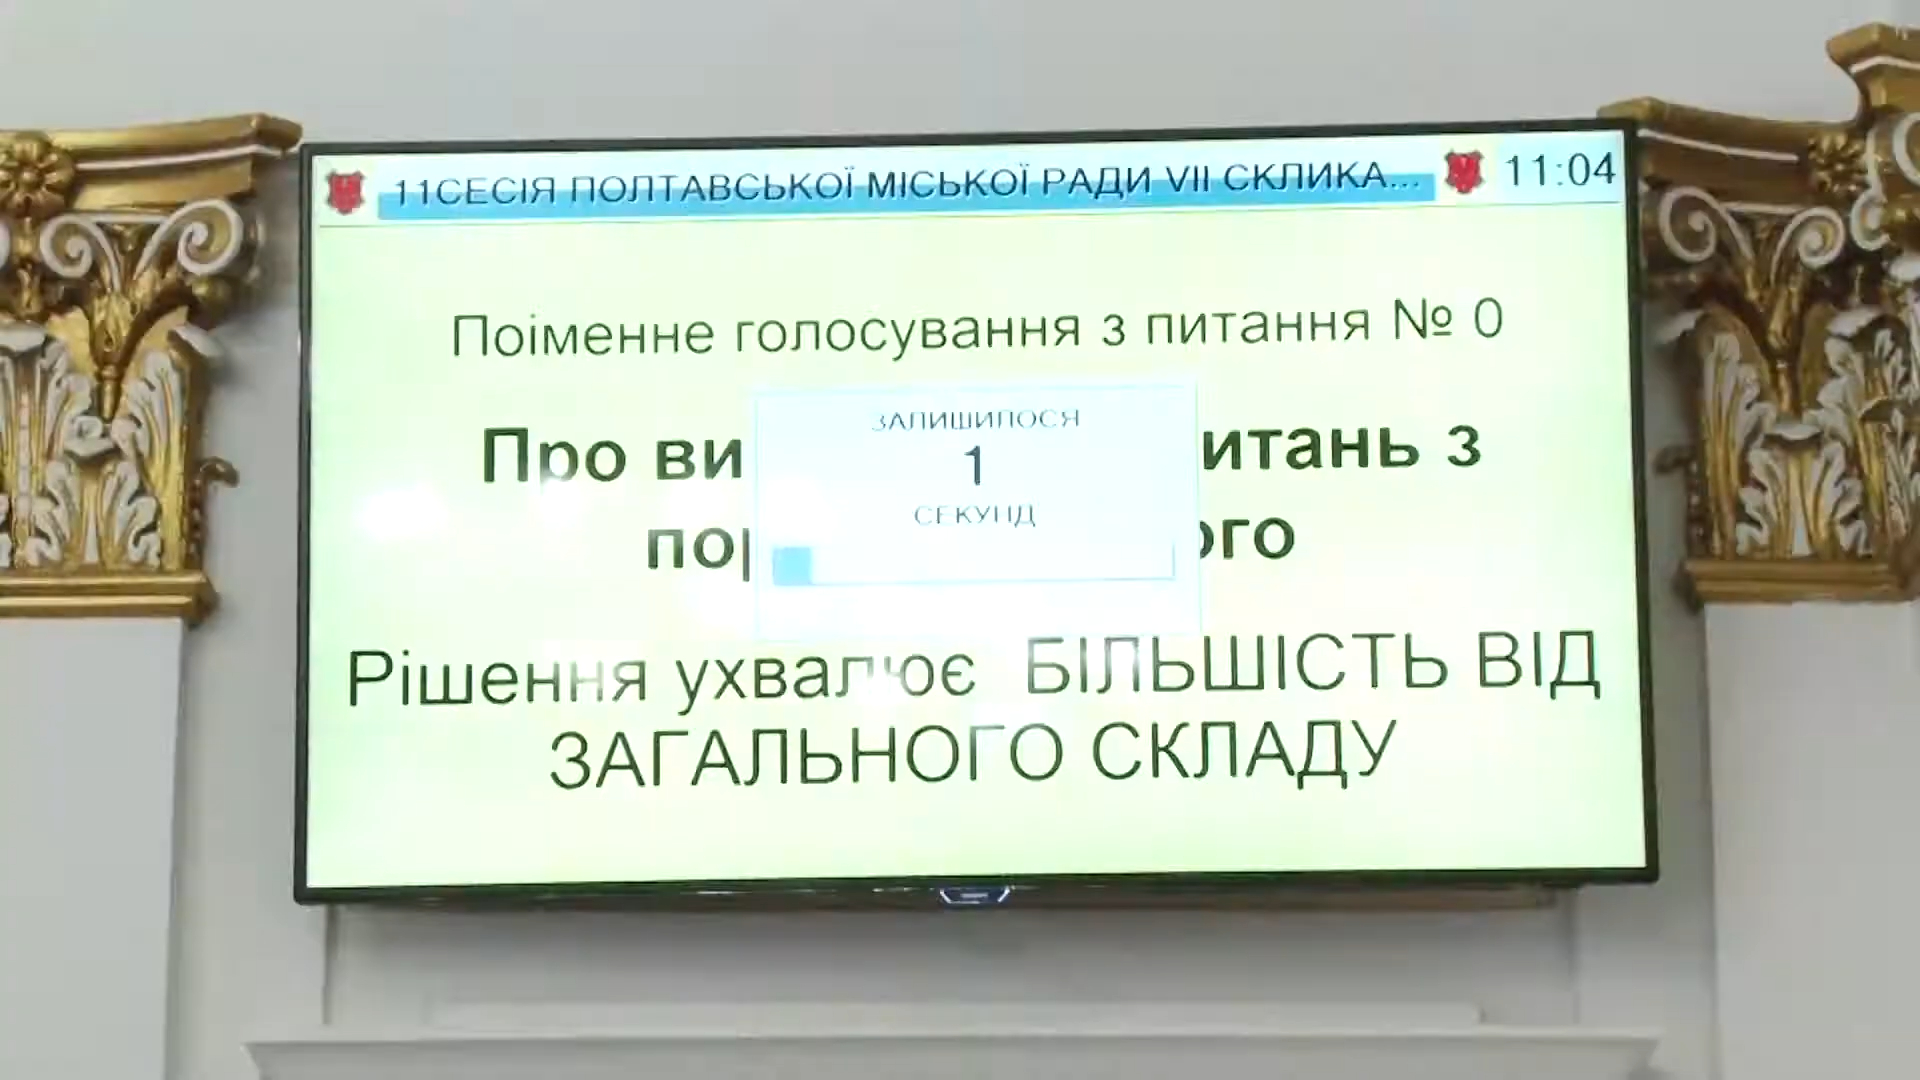 11СЕСІЯ ПОЛТАВСЬКОЇ МІСЬКОЇ РАДИ VII СКЛИКА... 11:04
Поіменне голосування з питання № 0
ЗАЛИШИЛОСЯ
1
СЕКУНД
Про ви итань з
по ого
Рішення ухвалює БІЛЬШІСТЬ ВІД
ЗАГАЛЬНОГО СКЛАДУ